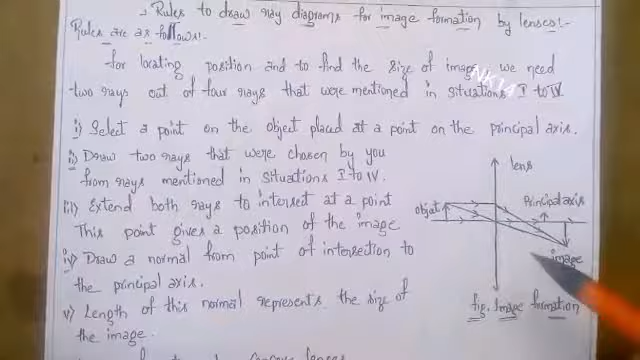 Rules to draw ray diagrams for image formation by lenses:-
Rules are as follows:-
For locating position and to find the size of image, we need
two rays out of four rays that were mentioned in situations I to IV.
i) Select a point on the object placed at a point on the principal axis.
ii) Draw two rays that were chosen by you
from rays mentioned in situations I to IV.
iii) Extend both rays to intersect at a point
This point gives a position of the image
iv) Draw a normal from point of intersection to
the principal axis.
v) Length of this normal represents the size of
the image.
lens
Principal axis
object
image
fig. Image formation
lenses